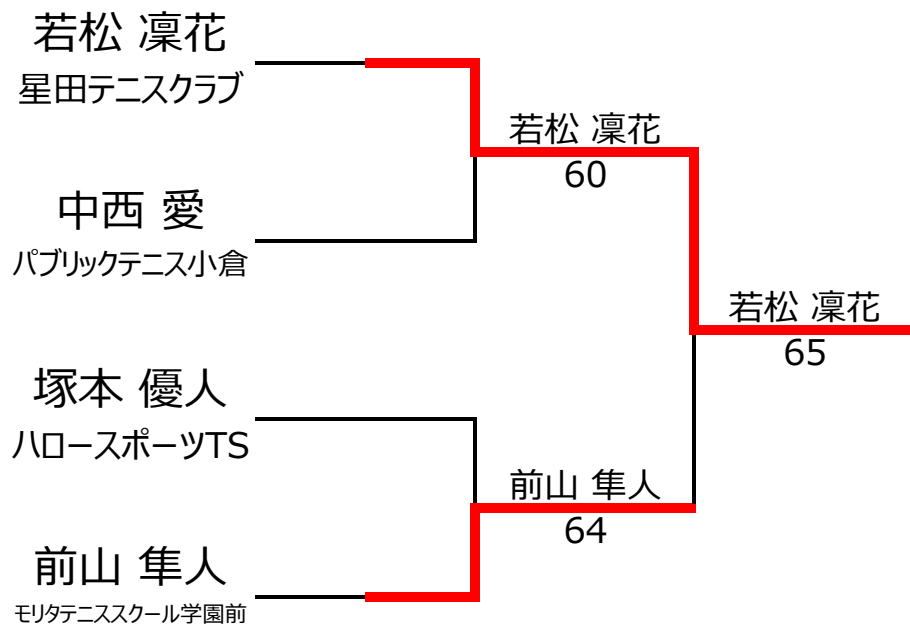 若松 凜花
星田テニスクラブ
若松 凜花
60
中西 愛
パブリックテニス小倉
若松 凜花
65
塚本 優人
ハロースポーツTS
前山 隼人
64
前山 隼人
モリタテニススクール学園前